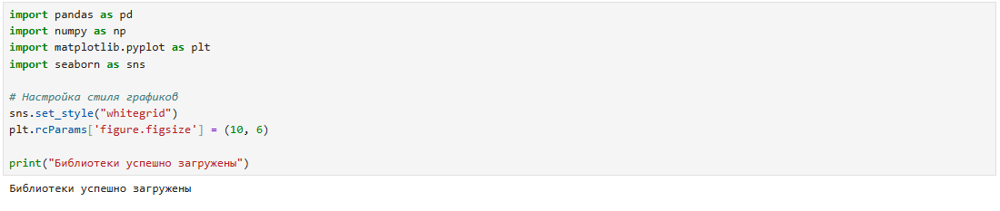 import pandas as pd
import numpy as np
import matplotlib.pyplot as plt
import seaborn as sns
# Настройка стиля графиков
sns.set_style("whitegrid")
plt.rcParams['figure.figsize'] = (10, 6)
print("Библиотеки успешно загружены")
Библиотеки успешно загружены